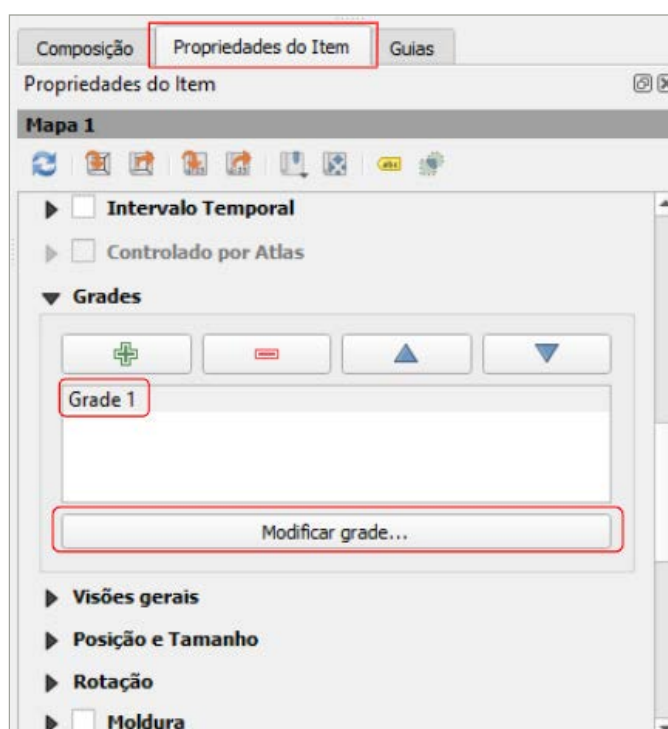 Composição Propriedades do Item Guias
Propriedades do Item
Mapa 1
abc
Intervalo Temporal
Controlado por Atlas
Grades
Grade 1
Modificar grade...
Visões gerais
Posição e Tamanho
Rotação
Moldura